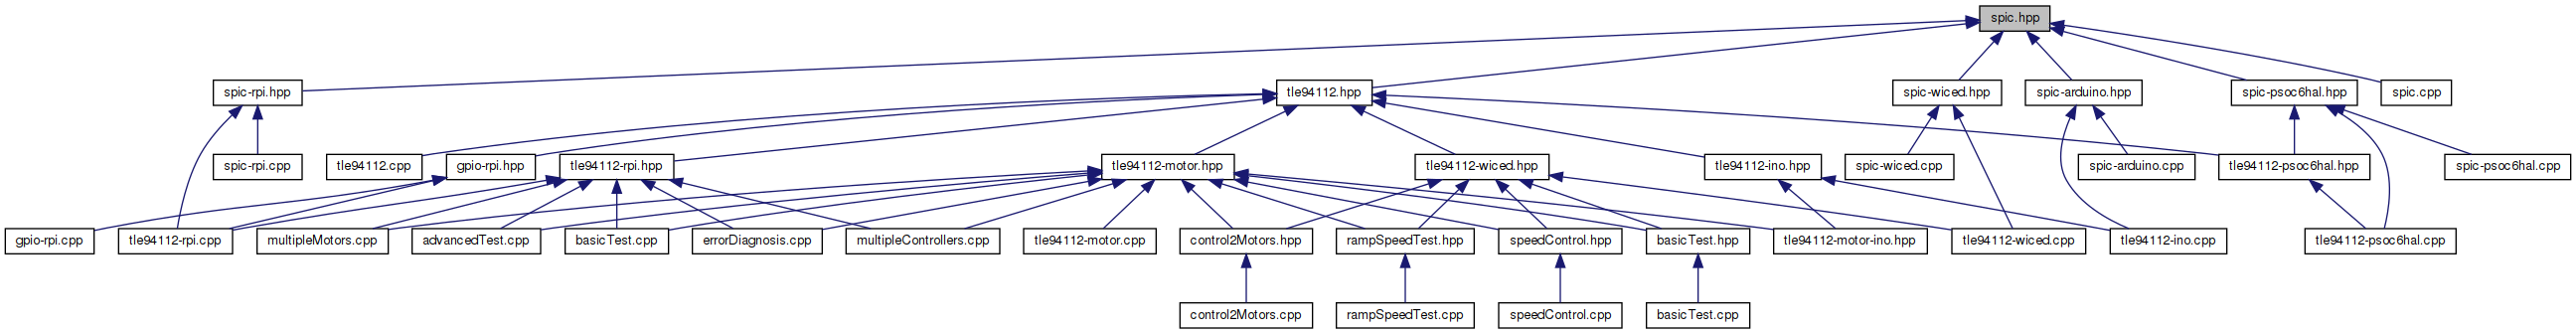 spic.hpp
spic-rpi.hpp
tle94112.hpp
spic-wiced.hpp
spic-arduino.hpp
spic-psoc6hal.hpp
spic.cpp
spic-rpi.cpp
tle94112.cpp
gpio-rpi.hpp
tle94112-rpi.hpp
tle94112-motor.hpp
tle94112-wiced.hpp
tle94112-ino.hpp
spic-wiced.cpp
spic-arduino.cpp
tle94112-psoc6hal.hpp
spic-psoc6hal.cpp
gpio-rpi.cpp
tle94112-rpi.cpp
multipleMotors.cpp
advancedTest.cpp
basicTest.cpp
errorDiagnosis.cpp
multipleControllers.cpp
tle94112-motor.cpp
control2Motors.hpp
rampSpeedTest.hpp
speedControl.hpp
basicTest.hpp
tle94112-motor-ino.hpp
tle94112-wiced.cpp
tle94112-ino.cpp
tle94112-psoc6hal.cpp
control2Motors.cpp
rampSpeedTest.cpp
speedControl.cpp
basicTest.cpp